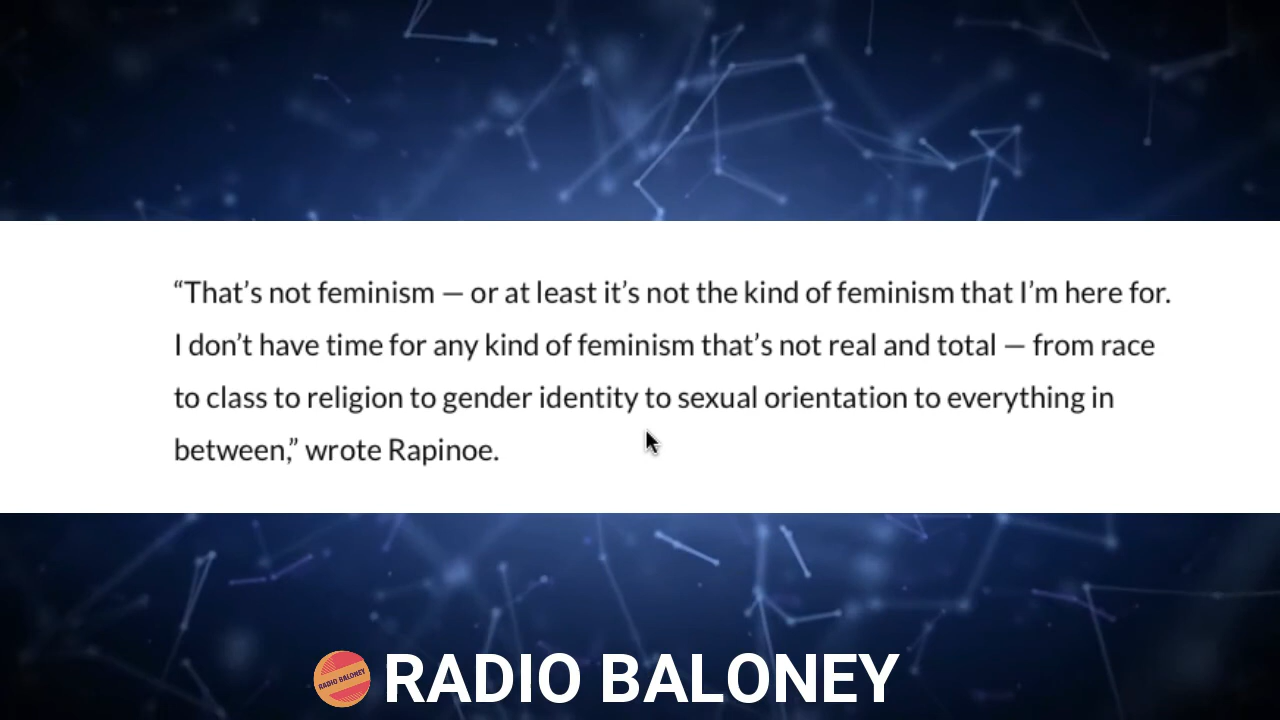 “That’s not feminism — or at least it’s not the kind of feminism that I’m here for.
I don’t have time for any kind of feminism that’s not real and total — from race
to class to religion to gender identity to sexual orientation to everything in
between,” wrote Rapinoe.
RADIO BALONEY
RADIO BALONEY